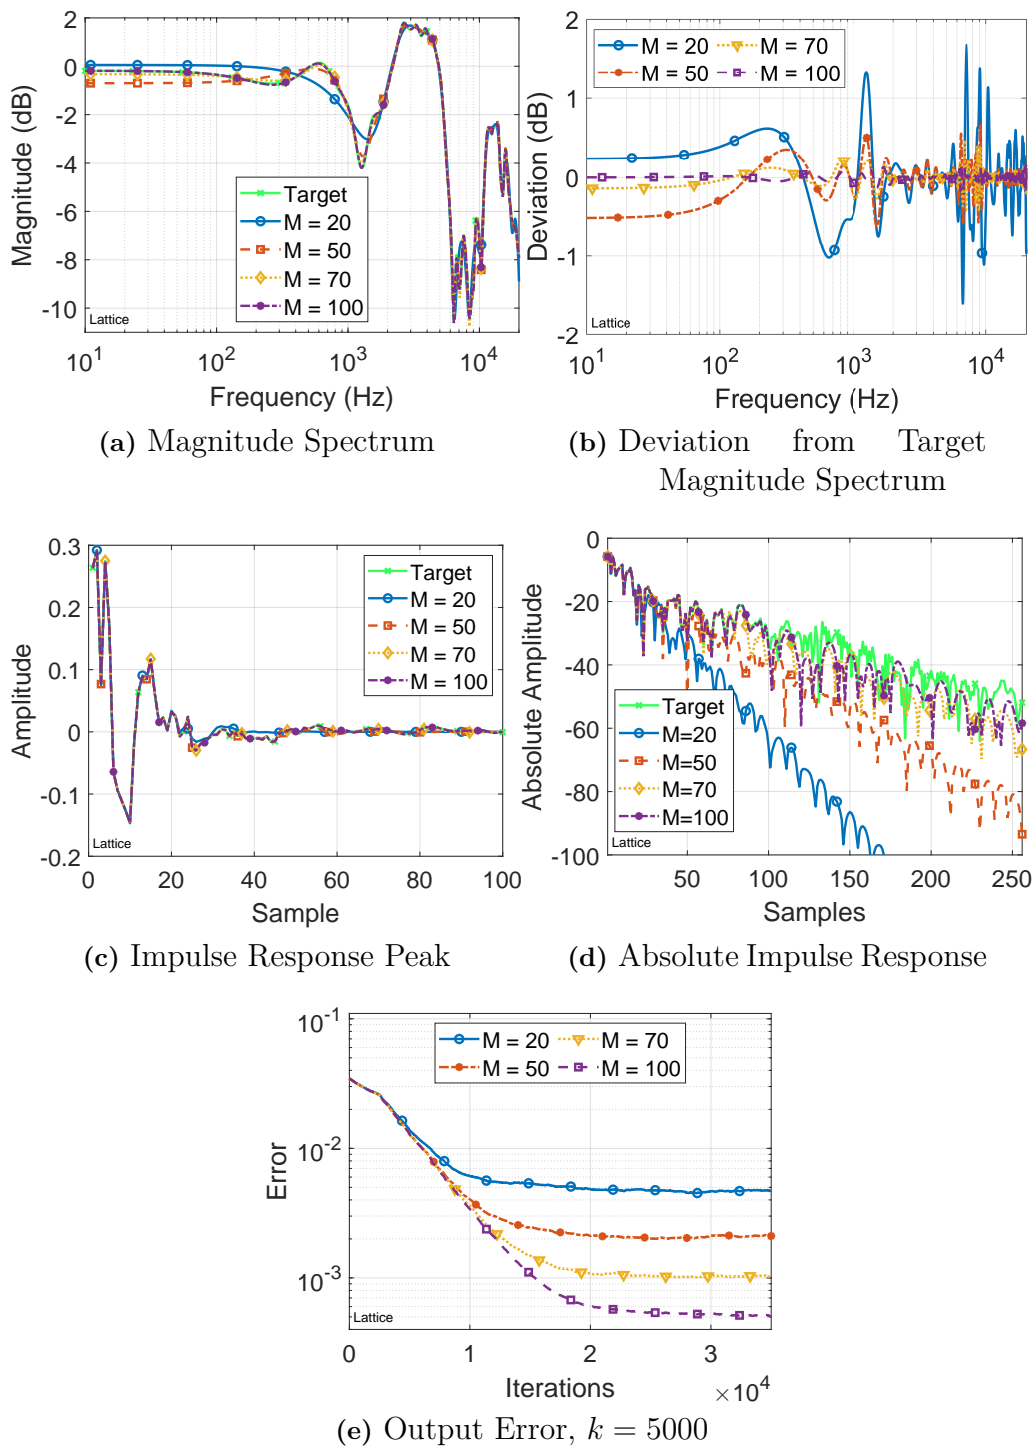 0
-2
-4
-6
-8
-10
Magnitude (dB)
Target
M = 20
M = 50
M = 70
M = 100
Lattice
10^1 10^2 10^3 10^4
Frequency (Hz)
(a) Magnitude Spectrum
2
1
0
-1
-2
Deviation (dB)
M = 20 M = 70
M = 50 M = 100
Lattice
10^1 10^2 10^3 10^4
Frequency (Hz)
(b) Deviation from Target
Magnitude Spectrum
0.3
0.2
0.1
0
-0.1
-0.2
Amplitude
Target
M = 20
M = 50
M = 70
M = 100
Lattice
0 20 40 60 80 100
Sample
(c) Impulse Response Peak
0
-20
-40
-60
-80
-100
Absolute Amplitude
Target
M=20
M=50
M=70
M=100
Lattice
50 100 150 200 250
Samples
(d) Absolute Impulse Response
10^-1
10^-2
10^-3
Error
M = 20 M = 70
M = 50 M = 100
Lattice
0 1 2 3
Iterations
×10^4
(e) Output Error, k = 5000